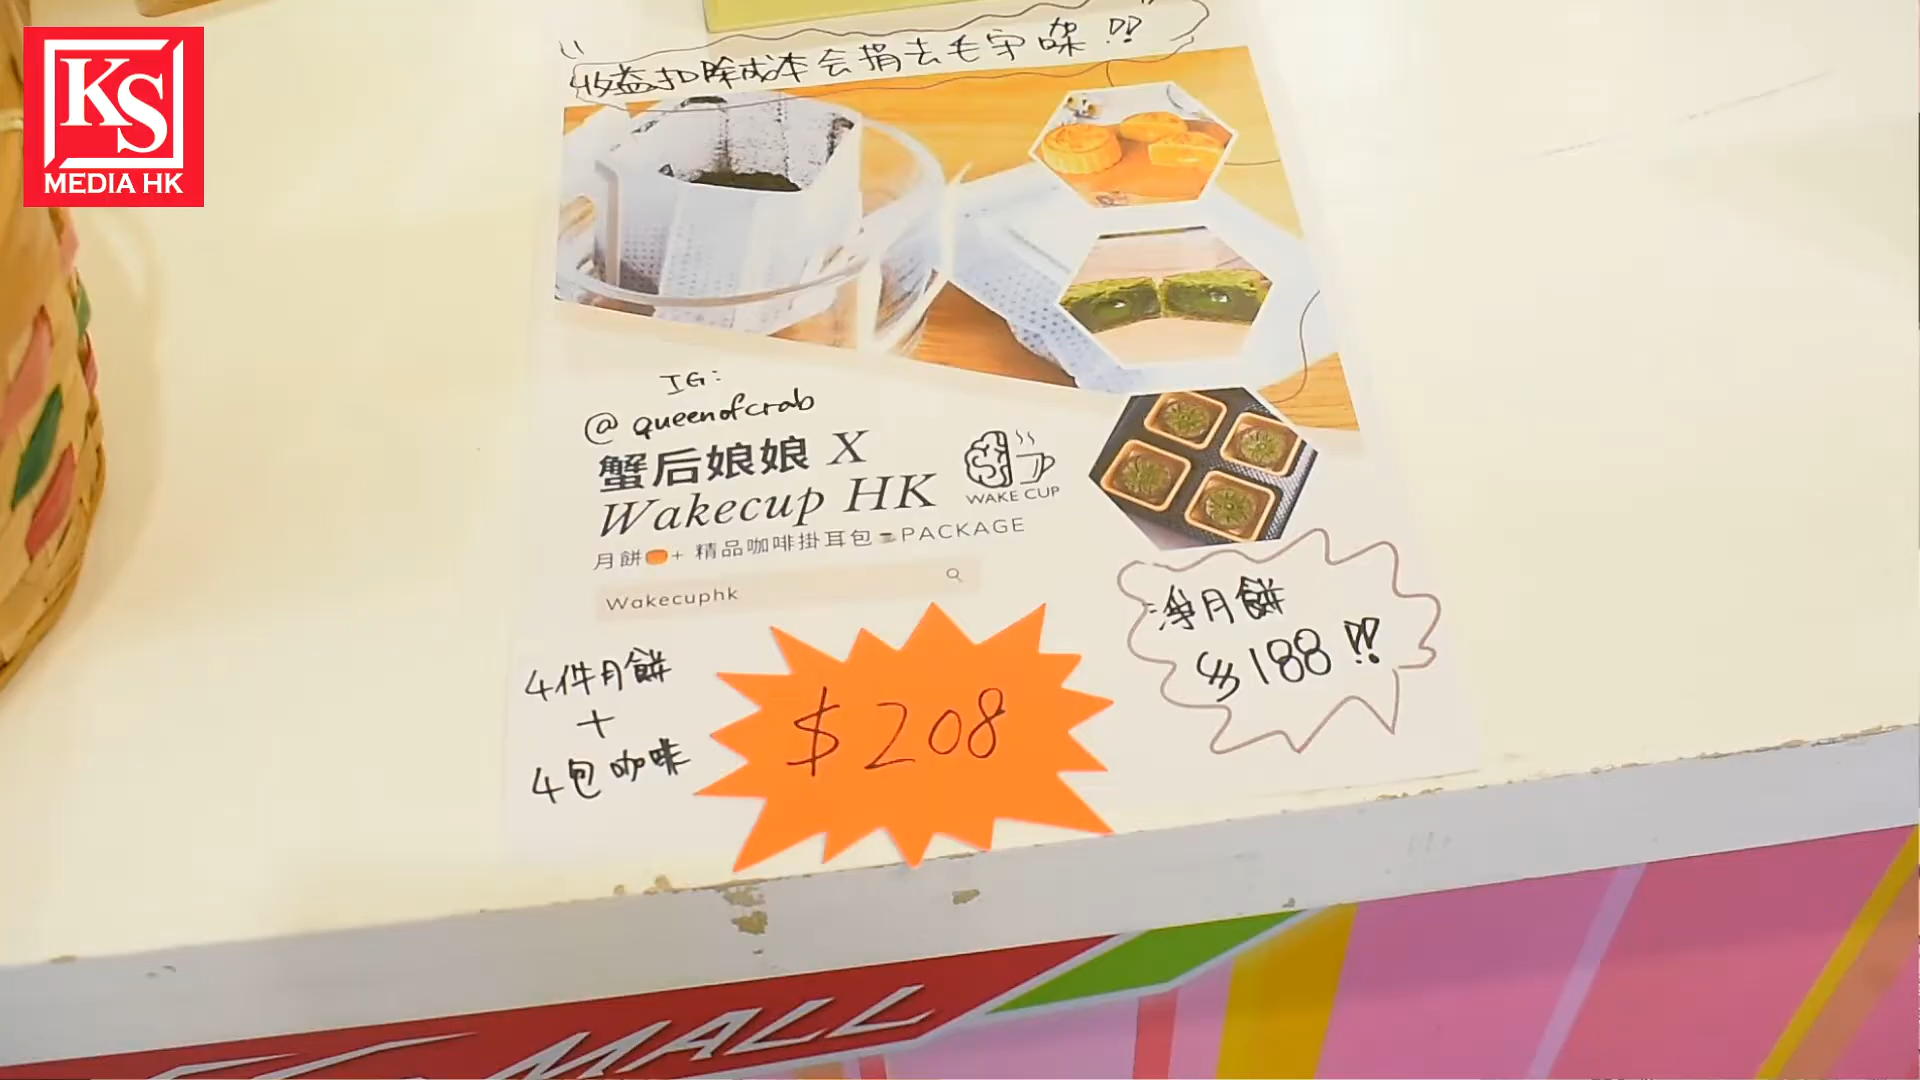 KS
MEDIA HK
收益扣除成本会捐去毛守㗎!!
IG:
@queenofcrab
蟹后娘娘 X
Wakecup HK
WAKE CUP
月餅+ 精品咖啡掛耳包 PACKAGE
Wakecuphk
4件月餅
+
4包咖啡
$208
淨月餅
$188!!
MALL